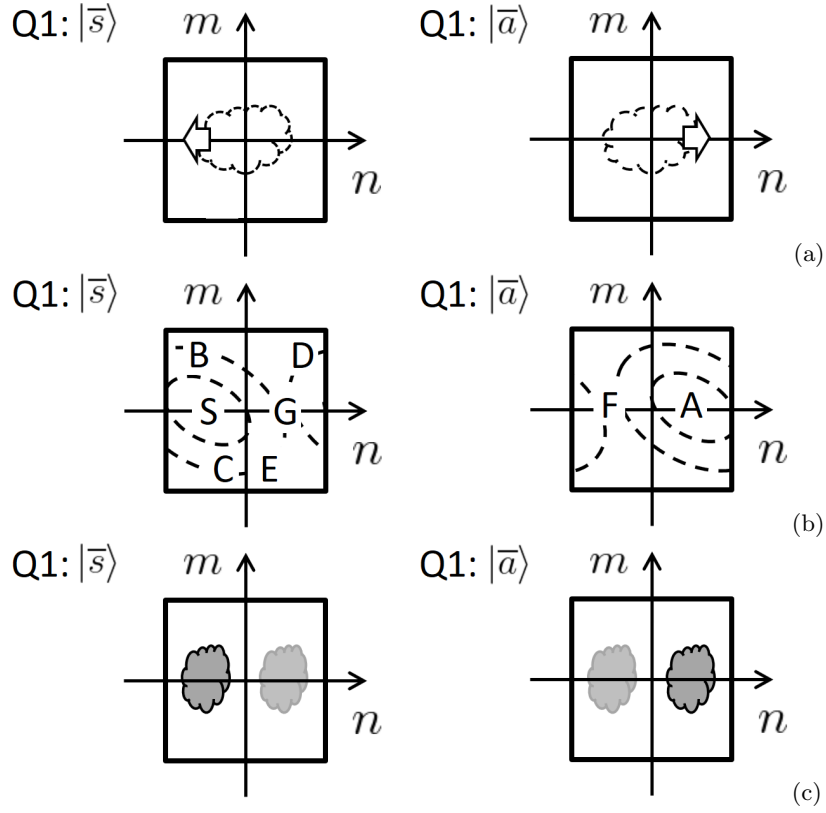 Q1: |s̅⟩ m Q1: |a̅⟩ m
n n
(a)
Q1: |s̅⟩ m Q1: |a̅⟩ m
B D
S G F A
n n
C E
(b)
Q1: |s̅⟩ m Q1: |a̅⟩ m
n n
(c)